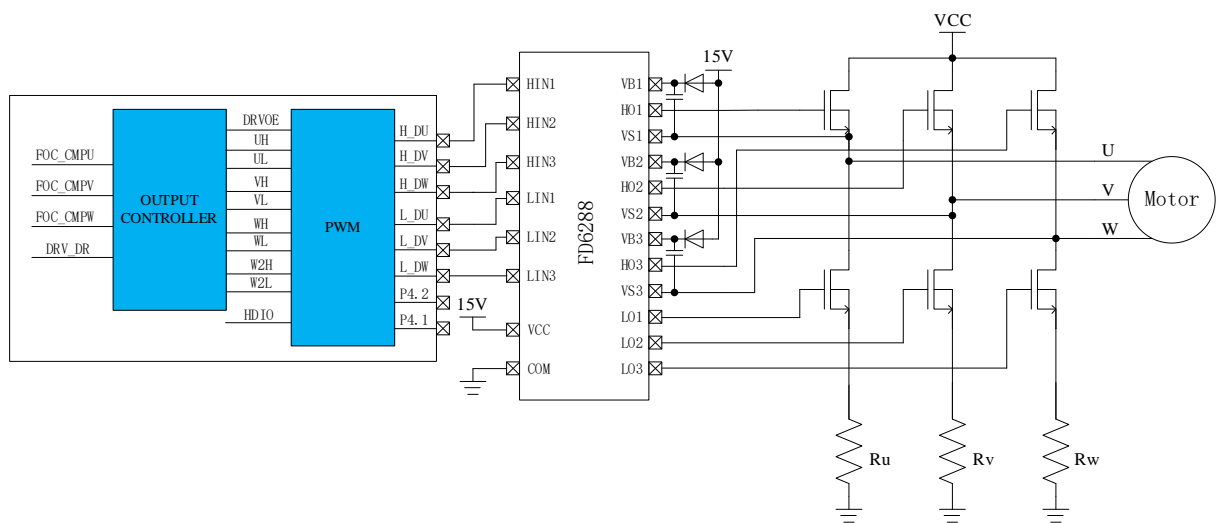 FOC_CMPU
FOC_CMPV
FOC_CMPW
DRV_DR
OUTPUT
CONTROLLER
DRVOE
UH
UL
VH
VL
WH
WL
W2H
W2L
HDIO
PWM
H_DU
H_DV
H_DW
L_DU
L_DV
L_DW
P4.2
P4.1
15V
HIN1
HIN2
HIN3
LIN1
LIN2
LIN3
VCC
COM
FD6288
VB1
HO1
VS1
VB2
HO2
VS2
VB3
HO3
VS3
LO1
LO2
LO3
15V
VCC
U
V
W
Motor
Ru
Rv
Rw